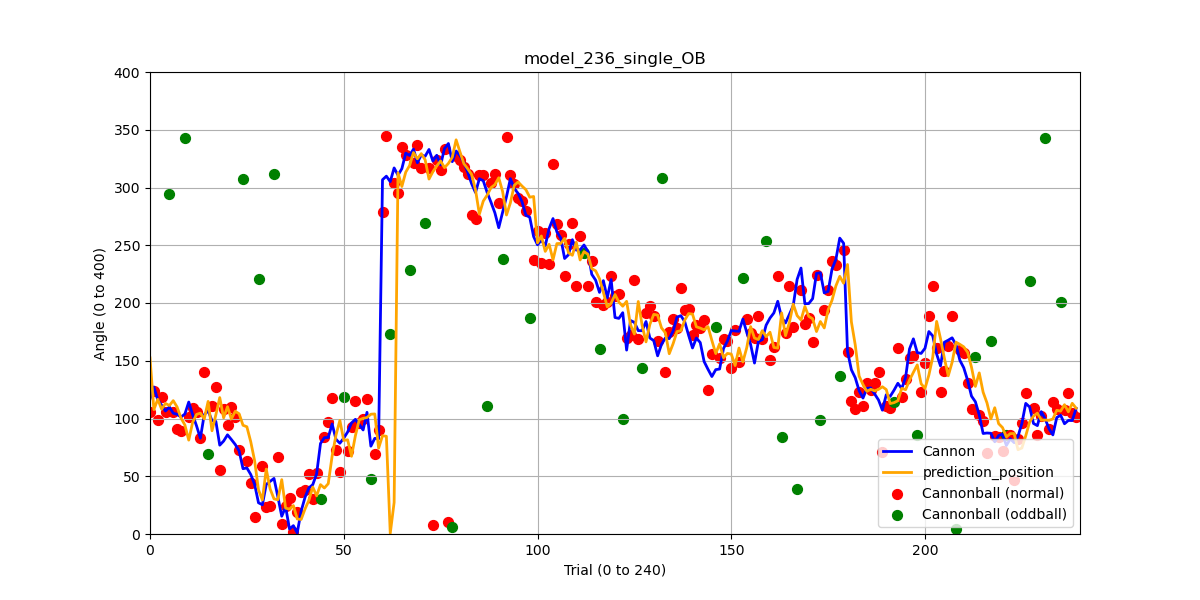 model_236_single_OB
400
350
300
250
200
150
100
50
0
Angle (0 to 400)
0 50 100 150 200
Trial (0 to 240)
Cannon
prediction_position
Cannonball (normal)
Cannonball (oddball)